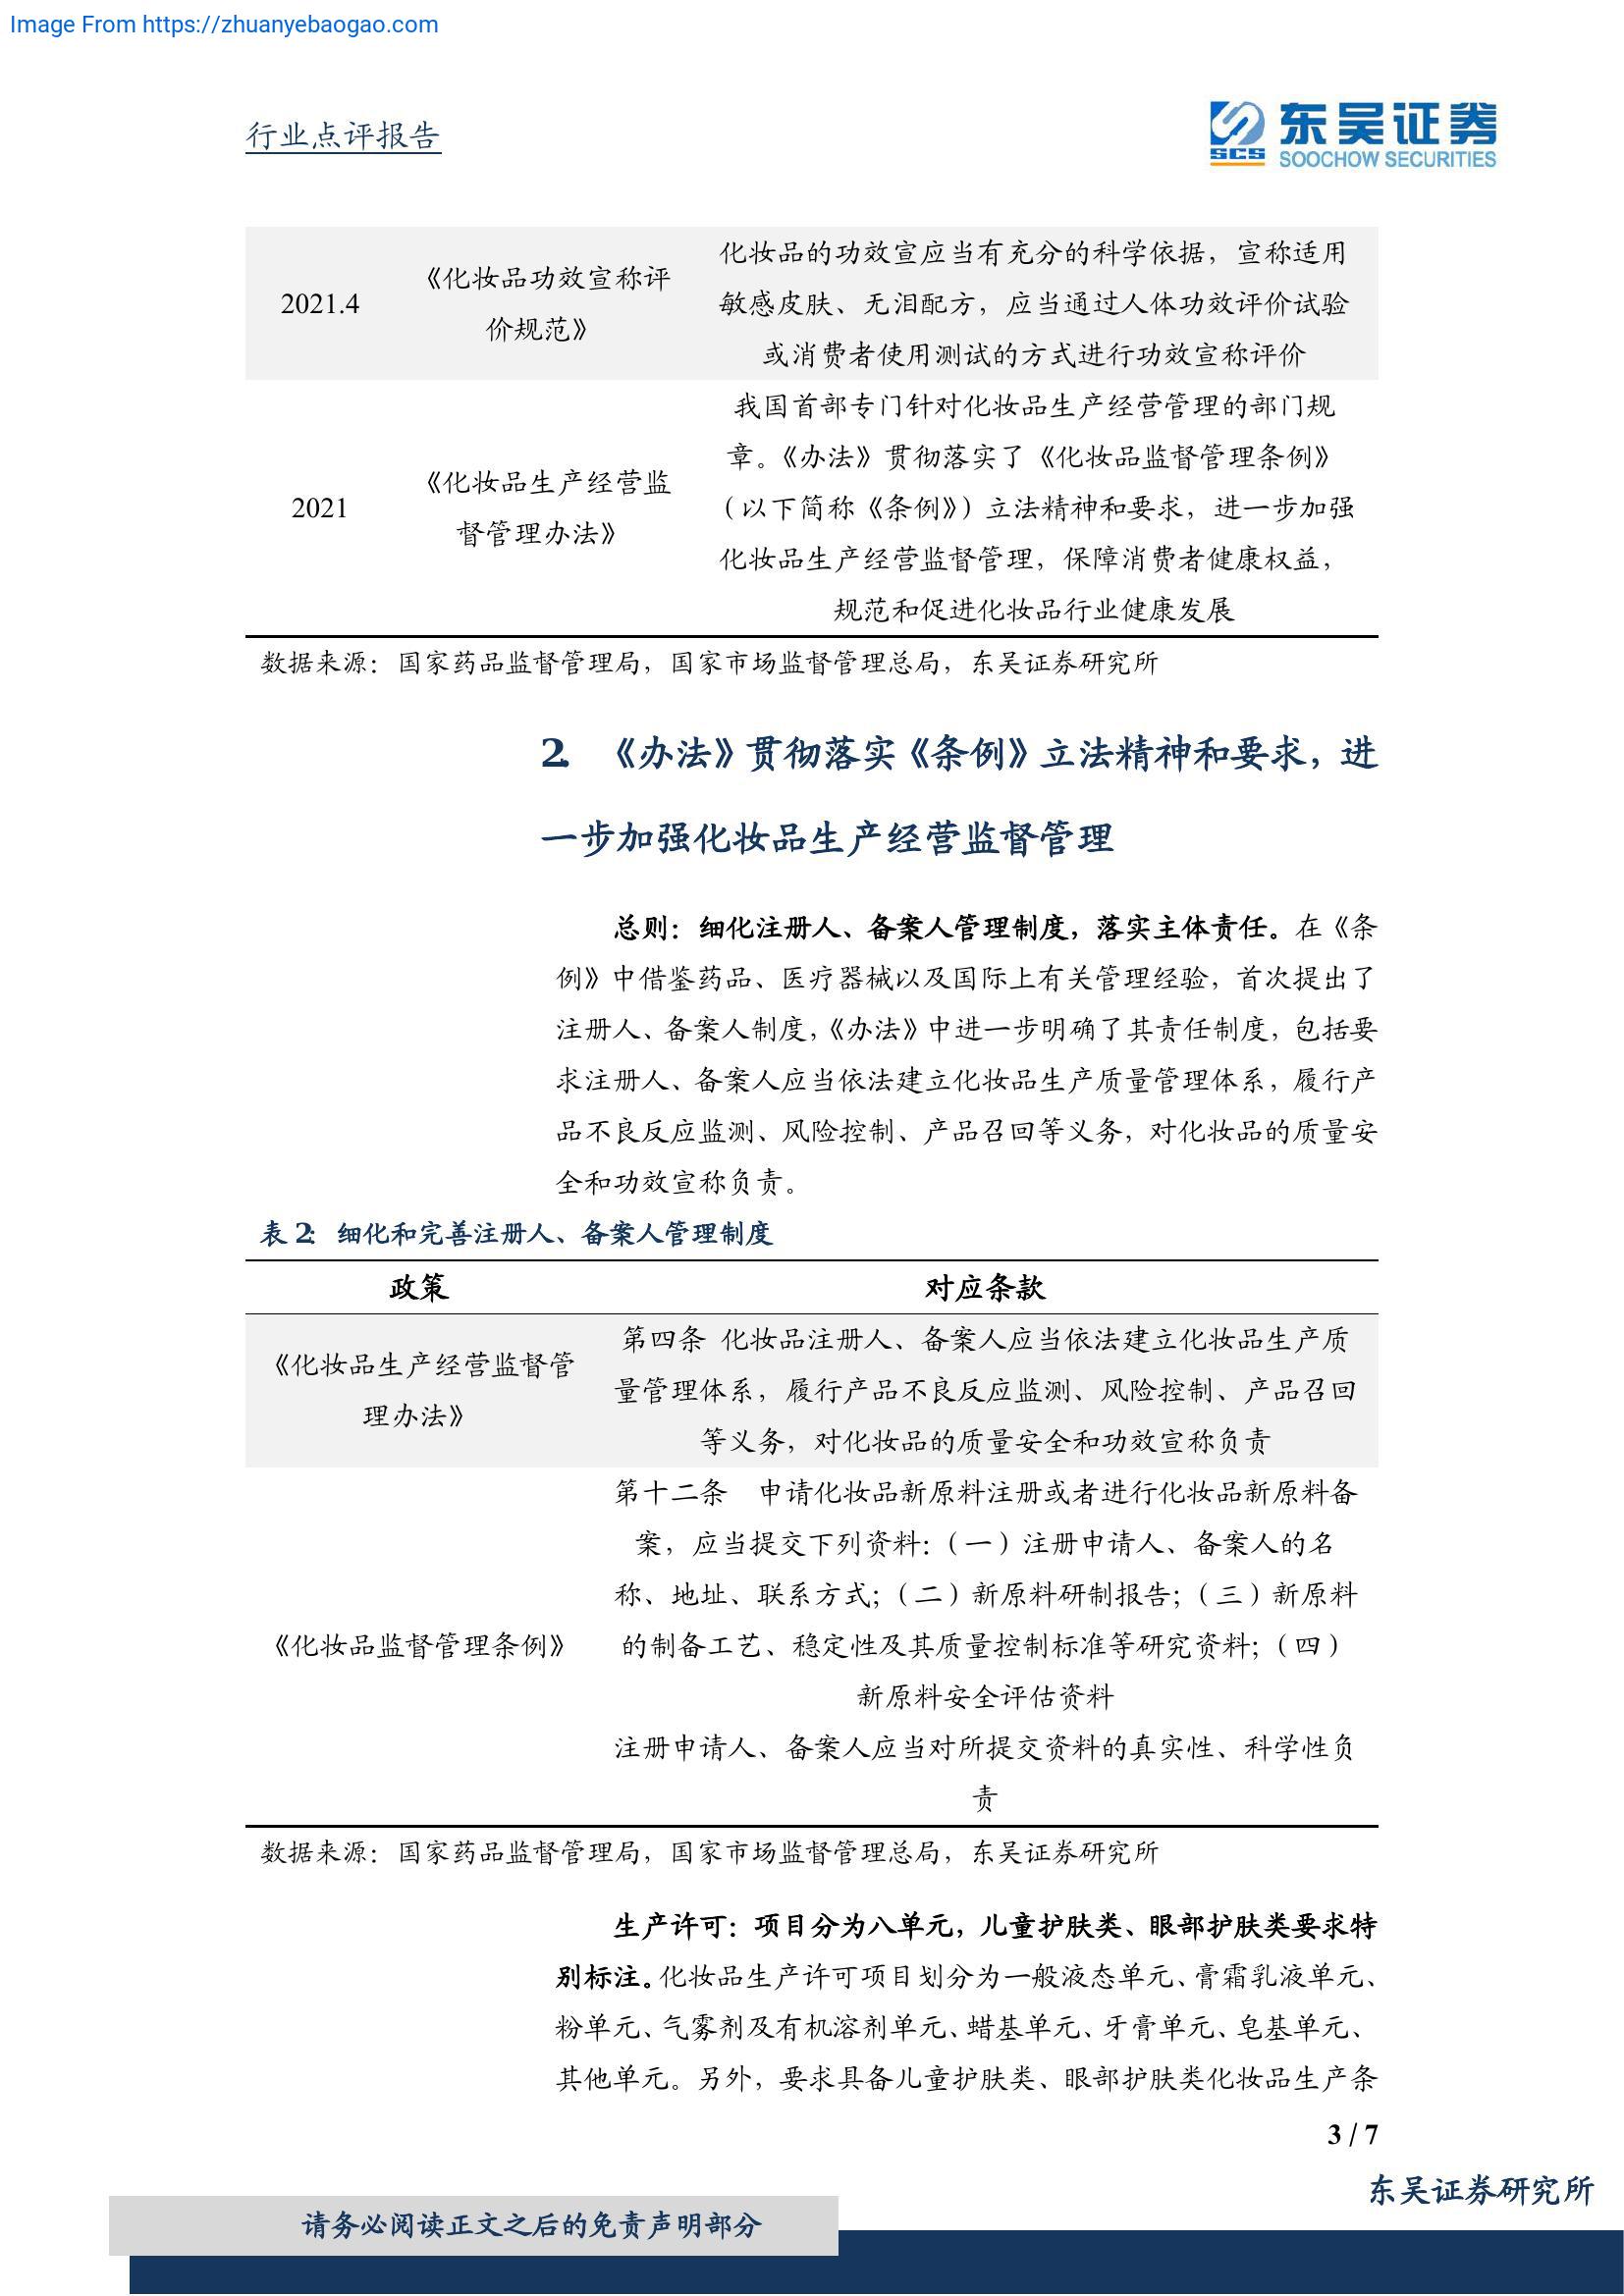 Image From https://zhuanyebaogao.com
行业点评报告
东吴证券
SCS
SOOCHOW SECURITIES
2021.4
《化妆品功效宣称评
价规范》
化妆品的功效宣应当有充分的科学依据，宣称适用
敏感皮肤、无泪配方，应当通过人体功效评价试验
或消费者使用测试的方式进行功效宣称评价
2021
《化妆品生产经营监
督管理办法》
我国首部专门针对化妆品生产经营管理的部门规
章。《办法》贯彻落实了《化妆品监督管理条例》
（以下简称《条例》）立法精神和要求，进一步加强
化妆品生产经营监督管理，保障消费者健康权益，
规范和促进化妆品行业健康发展
数据来源：国家药品监督管理局，国家市场监督管理总局，东吴证券研究所
2. 《办法》贯彻落实《条例》立法精神和要求，进
一步加强化妆品生产经营监督管理
总则：细化注册人、备案人管理制度，落实主体责任。在《条
例》中借鉴药品、医疗器械以及国际上有关管理经验，首次提出了
注册人、备案人制度，《办法》中进一步明确了其责任制度，包括要
求注册人、备案人应当依法建立化妆品生产质量管理体系，履行产
品不良反应监测、风险控制、产品召回等义务，对化妆品的质量安
全和功效宣称负责。
表 2： 细化和完善注册人、备案人管理制度
政策
对应条款
《化妆品生产经营监督管
理办法》
第四条 化妆品注册人、备案人应当依法建立化妆品生产质
量管理体系，履行产品不良反应监测、风险控制、产品召回
等义务，对化妆品的质量安全和功效宣称负责
《化妆品监督管理条例》
第十二条 申请化妆品新原料注册或者进行化妆品新原料备
案，应当提交下列资料：（一）注册申请人、备案人的名
称、地址、联系方式；（二）新原料研制报告；（三）新原料
的制备工艺、稳定性及其质量控制标准等研究资料；（四）
新原料安全评估资料
注册申请人、备案人应当对所提交资料的真实性、科学性负
责
数据来源：国家药品监督管理局，国家市场监督管理总局，东吴证券研究所
生产许可：项目分为八单元，儿童护肤类、眼部护肤类要求特
别标注。化妆品生产许可项目划分为一般液态单元、膏霜乳液单元、
粉单元、气雾剂及有机溶剂单元、蜡基单元、牙膏单元、皂基单元、
其他单元。另外，要求具备儿童护肤类、眼部护肤类化妆品生产条
3 / 7
东吴证券研究所
请务必阅读正文之后的免责声明部分